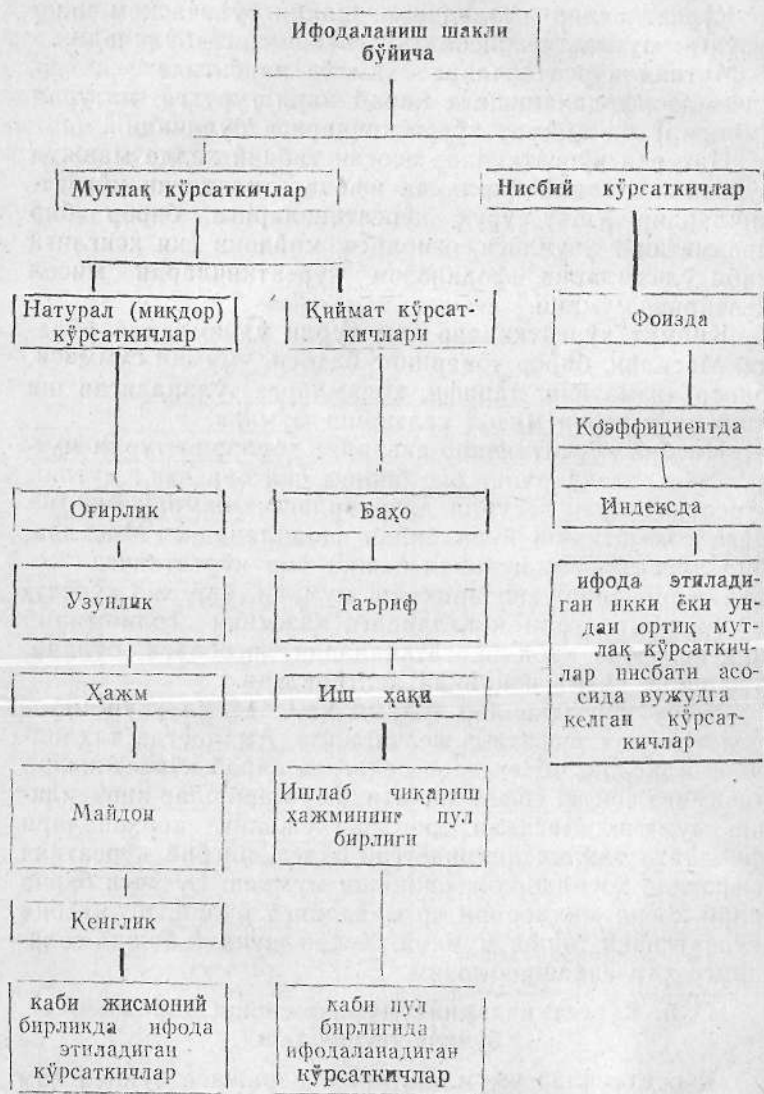 Ифодаланиш шакли
бўйича
Мутлақ кўрсаткичлар
Нисбий кўрсаткичлар
Натурал (миқдор)
кўрсаткичлар
Қиймат кўрсат-
кичлари
Фоизда
Коэффициентда
Оғирлик
Баҳо
Индексда
Узунлик
Таъриф
ифода этилади-
ган икки ёки ун-
дан ортиқ мут-
лақ кўрсаткич-
лар нисбати асо-
сида вужудга
келган кўрсат-
кичлар
Ҳажм
Иш ҳақи
Майдон
Ишлаб чиқариш
ҳажмининг пул
бирлиги
Кенглик
каби жисмоний
бирликда ифода
этиладиган
кўрсаткичлар
каби пул
бирлигида
ифодаланадиган
кўрсаткичлар